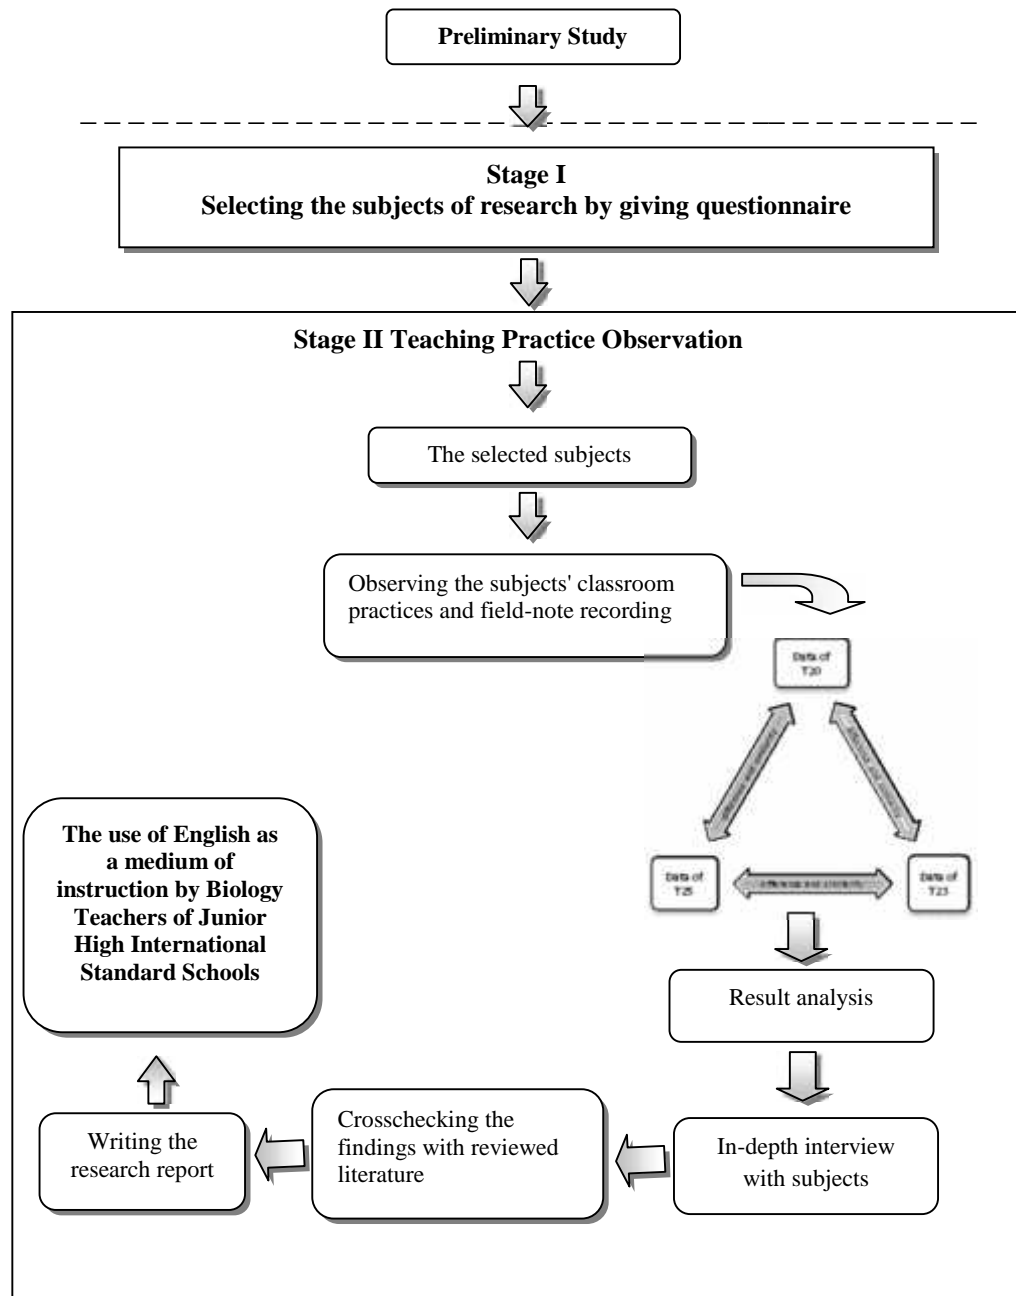 Preliminary Study
Stage I
Selecting the subjects of research by giving questionnaire
Stage II Teaching Practice Observation
The selected subjects
Observing the subjects' classroom
practices and field-note recording
Data of
T20
Data of
T25
Data of
T23
The use of English as
a medium of
instruction by Biology
Teachers of Junior
High International
Standard Schools
Result analysis
In-depth interview
with subjects
Crosschecking the
findings with reviewed
literature
Writing the
research report